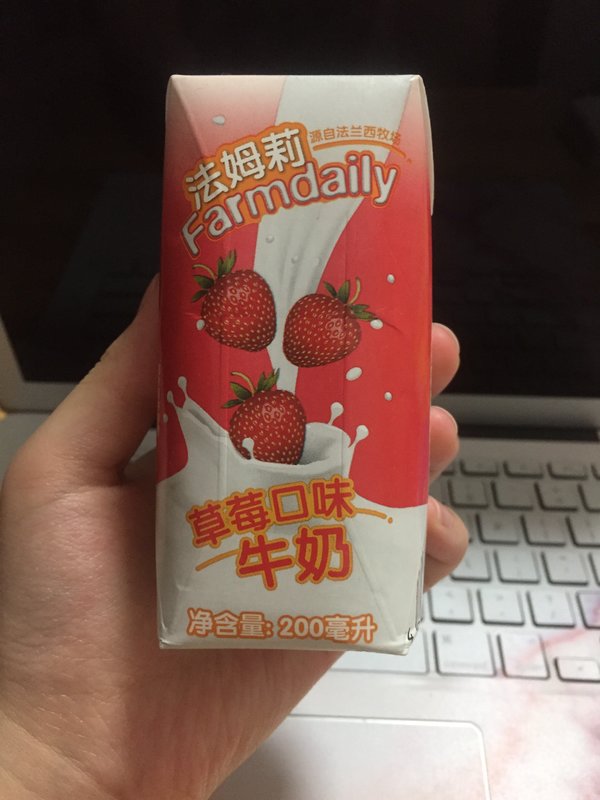 源自法兰西牧场
法姆莉
Farmdaily
草莓口味
牛奶
净含量: 200毫升